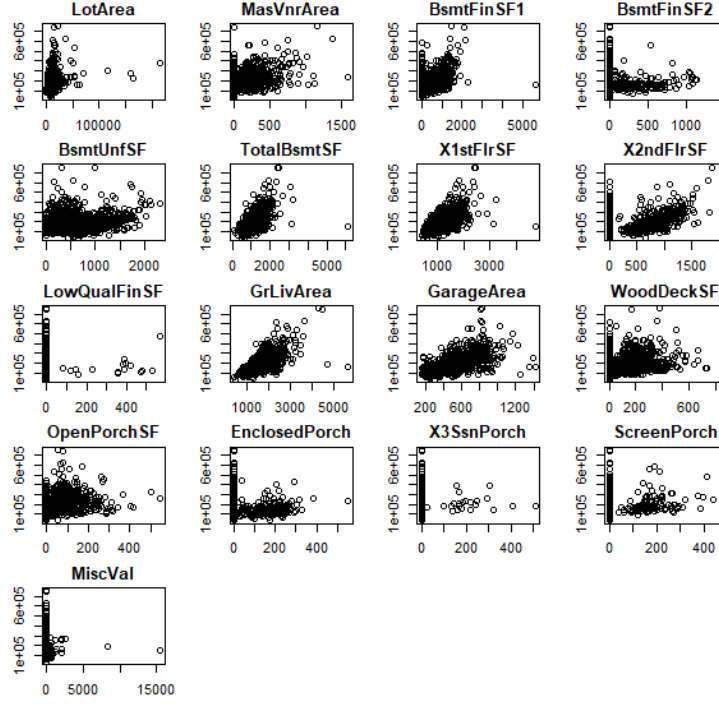 LotArea MasVnrArea BsmtFinSF1 BsmtFinSF2
1e+05 6e+05 1e+05 6e+05 1e+05 6e+05 1e+05 6e+05
0 100000 0 500 1500 0 2000 5000 0 500 1000
BsmtUnfSF TotalBsmtSF X1stFlrSF X2ndFlrSF
1e+05 6e+05 1e+05 6e+05 1e+05 6e+05 1e+05 6e+05
0 1000 2000 0 2000 4000 6000 1000 3000 500 1500
LowQualFinSF GrLivArea GarageArea WoodDeckSF
1e+05 6e+05 1e+05 6e+05 1e+05 6e+05 1e+05 6e+05
0 200 400 1000 3000 5000 200 600 1200 0 200 600
OpenPorchSF EnclosedPorch X3SsnPorch ScreenPorch
1e+05 6e+05 1e+05 6e+05 1e+05 6e+05 1e+05 6e+05
0 200 400 0 200 400 0 200 400 0 200 400
MiscVal
1e+05 6e+05
0 5000 15000